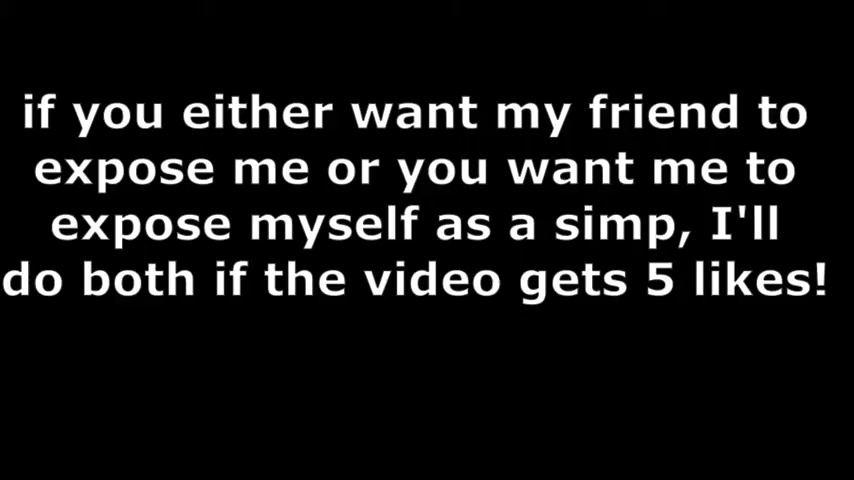 if you either want my friend to
expose me or you want me to
expose myself as a simp, I'll
do both if the video gets 5 likes!